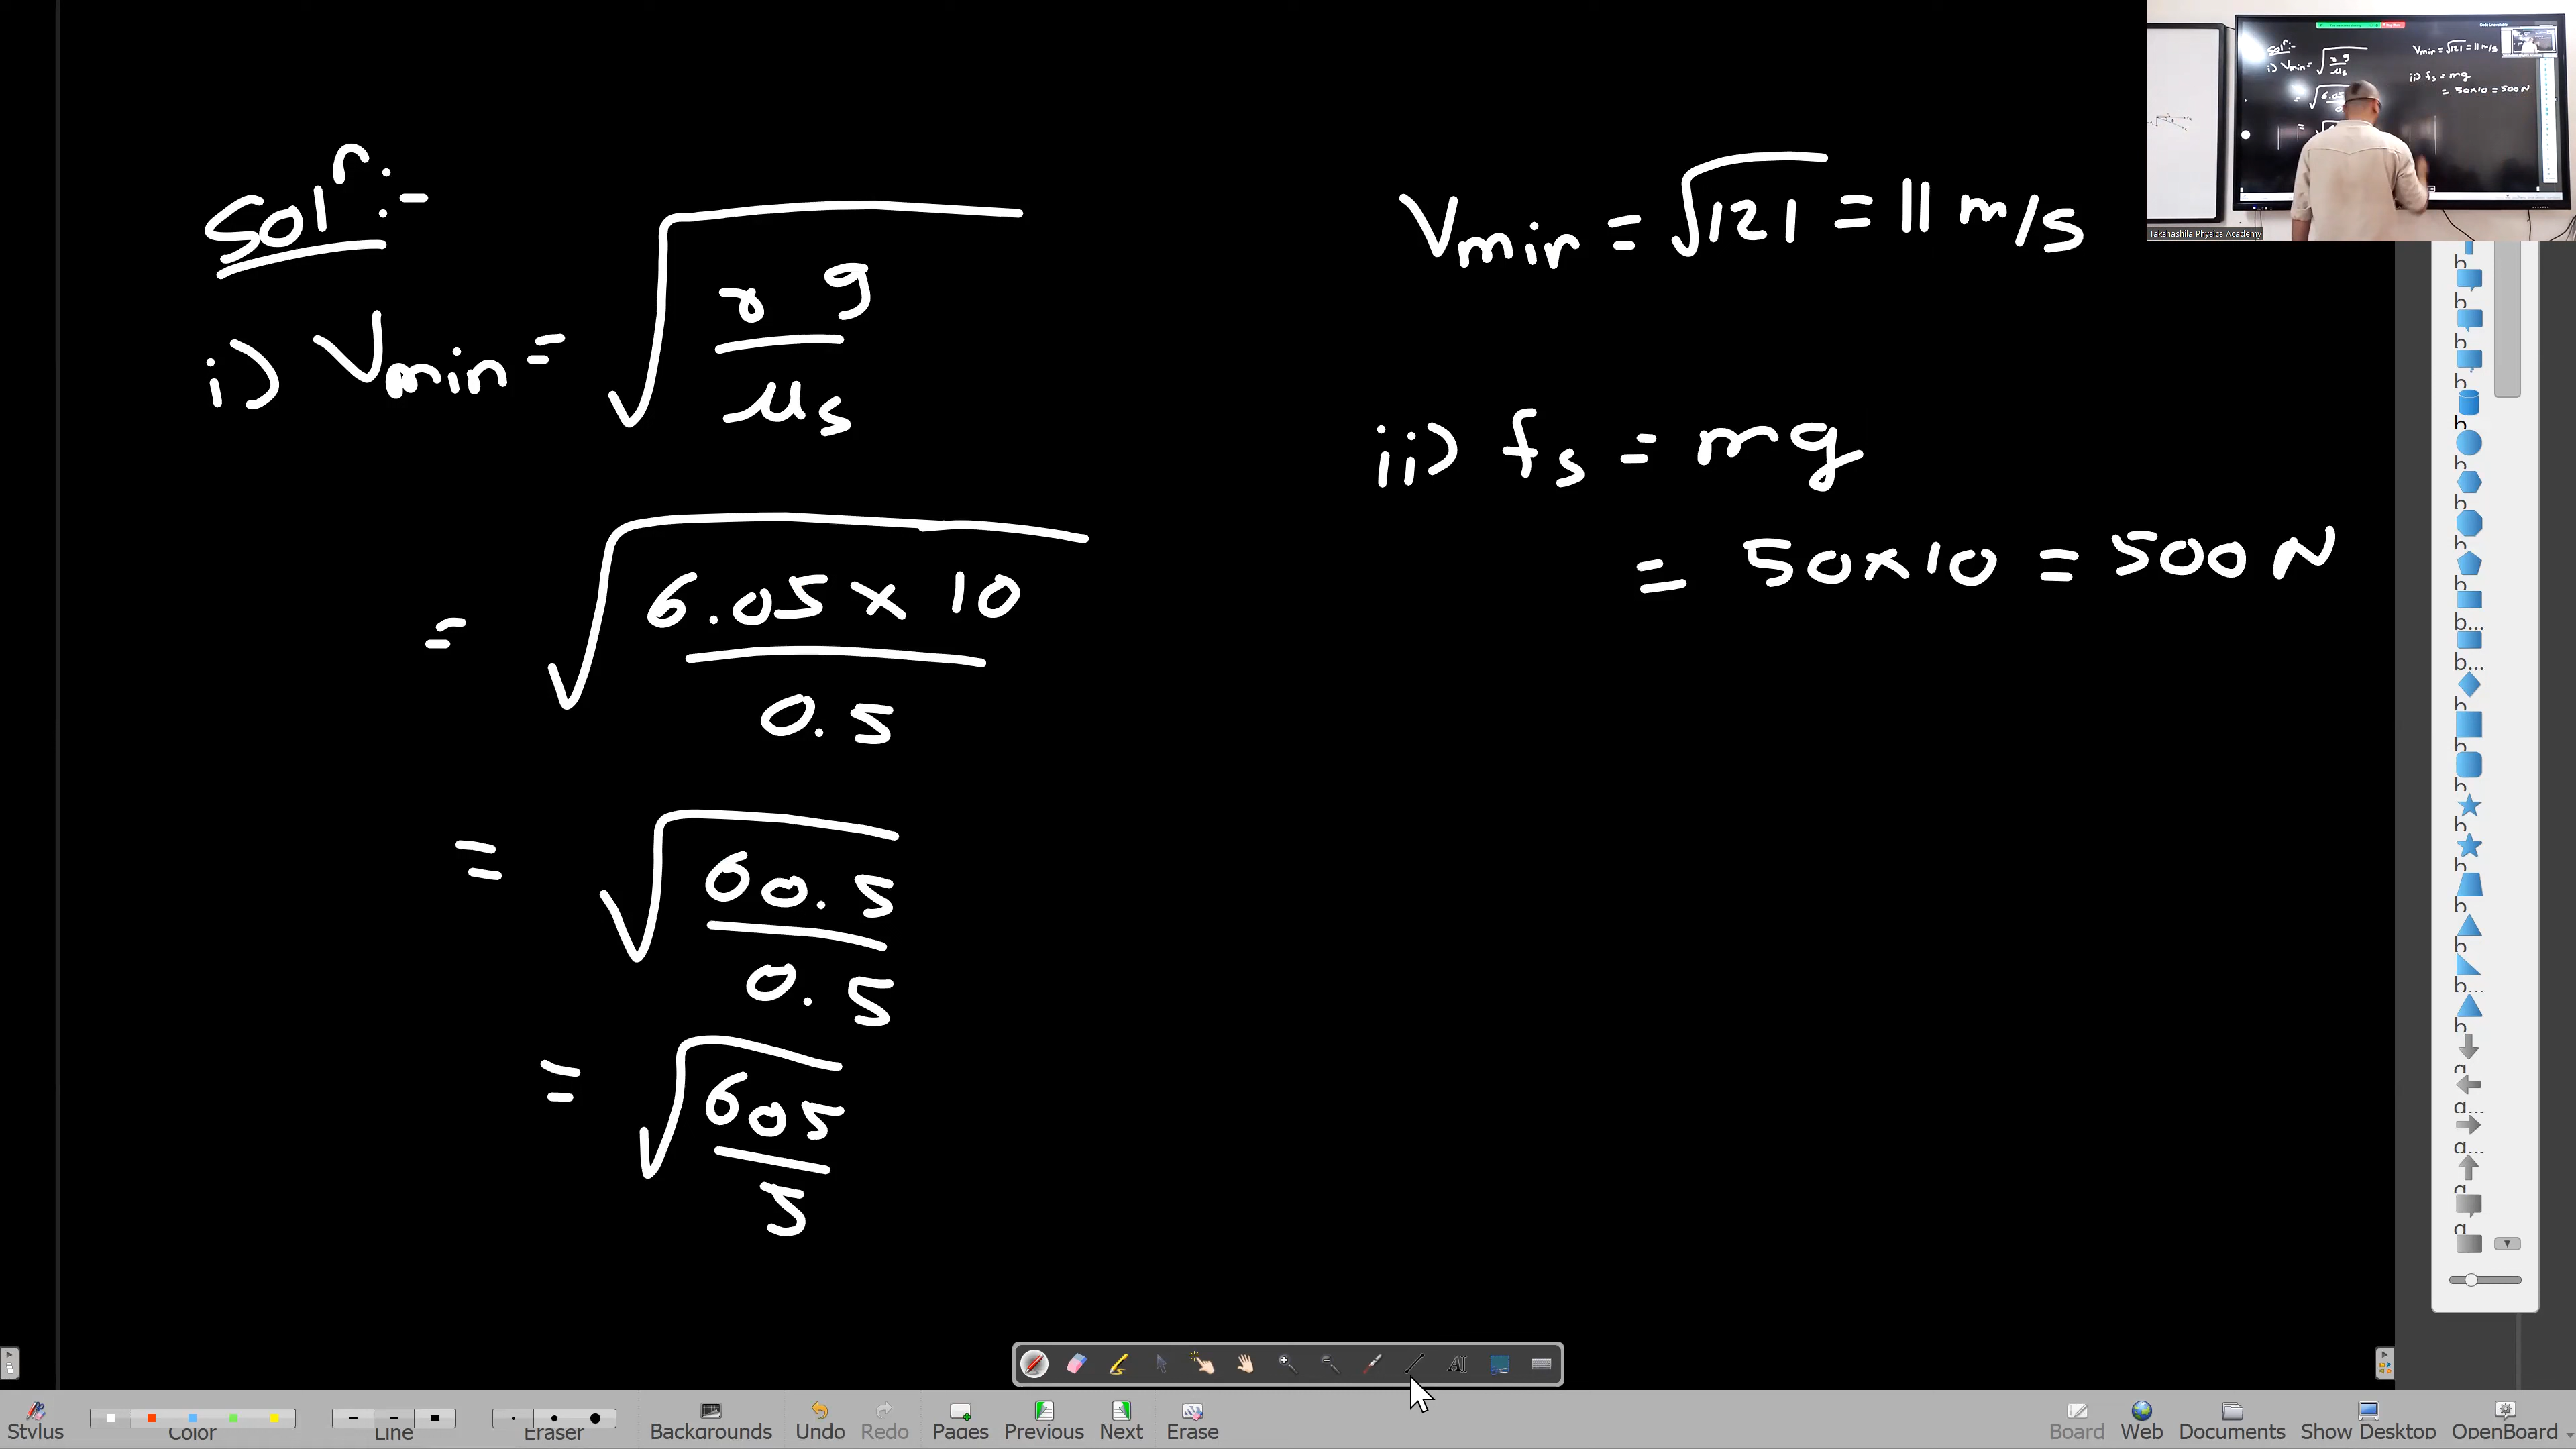 Solⁿ:-
i) Vmin = √(r g / μs)
= √(6.05 × 10 / 0.5)
= √(60.5 / 0.5)
= √(605 / 5)
Vmin = √121 = 11 m/s
ii) fs = mg
= 50×10 = 500 N
Takshashila Physics Academy
Stylus
Color
Line
Eraser
Backgrounds
Undo
Redo
Pages
Previous
Next
Erase
Board
Web
Documents
Show Desktop
OpenBoard